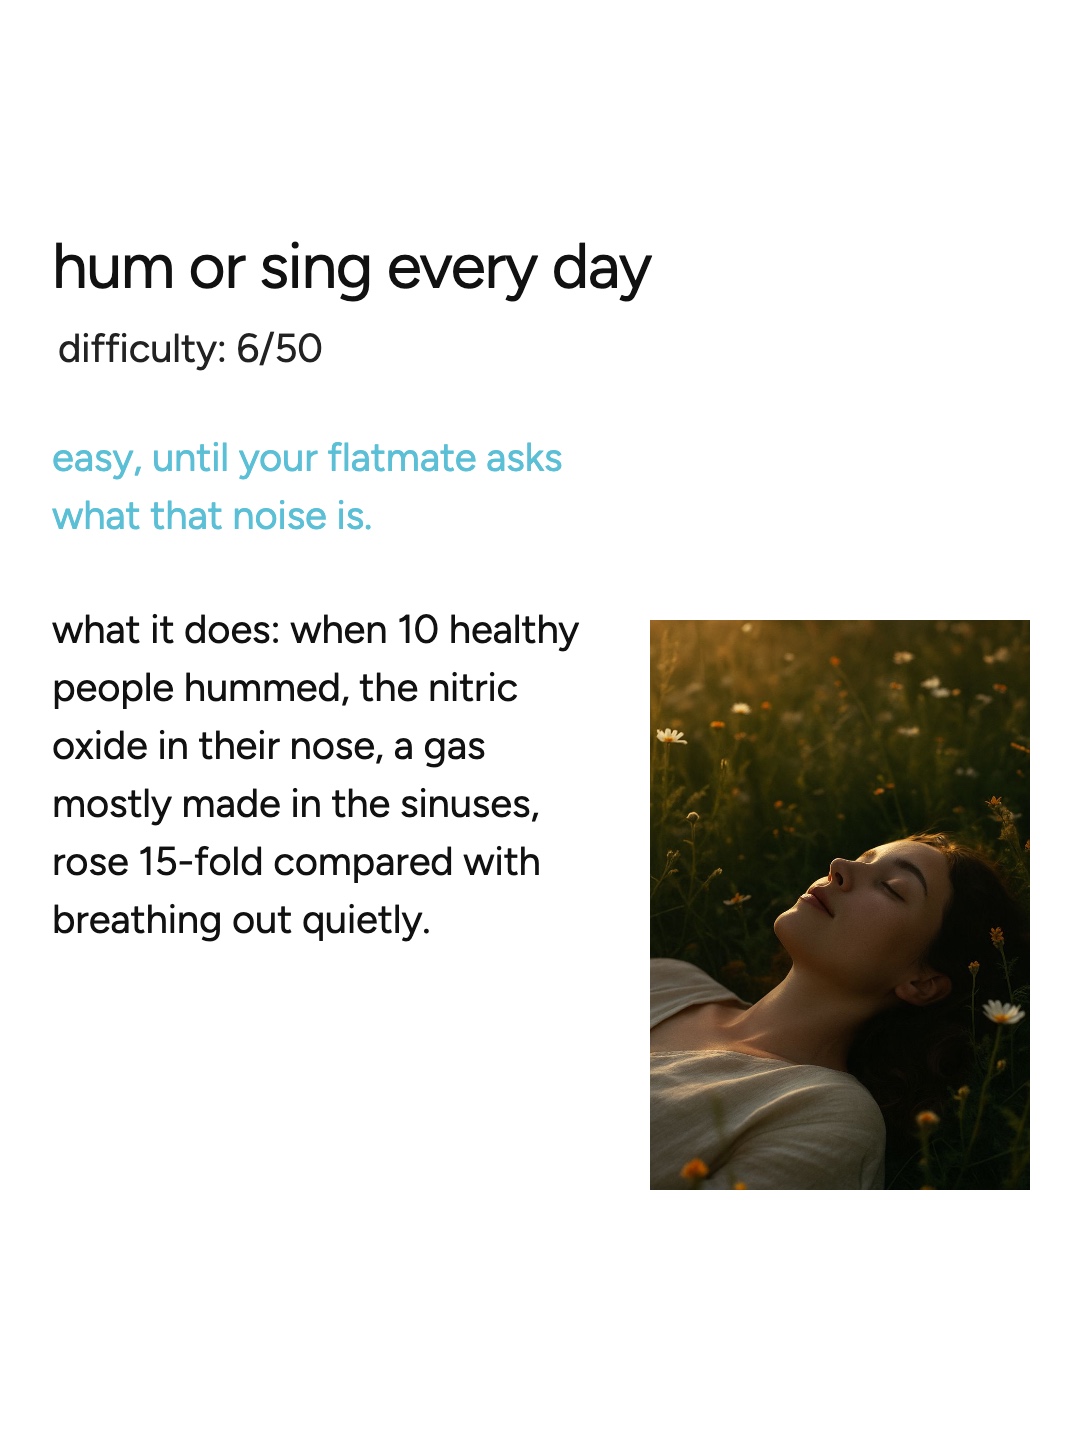 hum or sing every day
difficulty: 6/50
easy, until your flatmate asks
what that noise is.
what it does: when 10 healthy
people hummed, the nitric
oxide in their nose, a gas
mostly made in the sinuses,
rose 15-fold compared with
breathing out quietly.